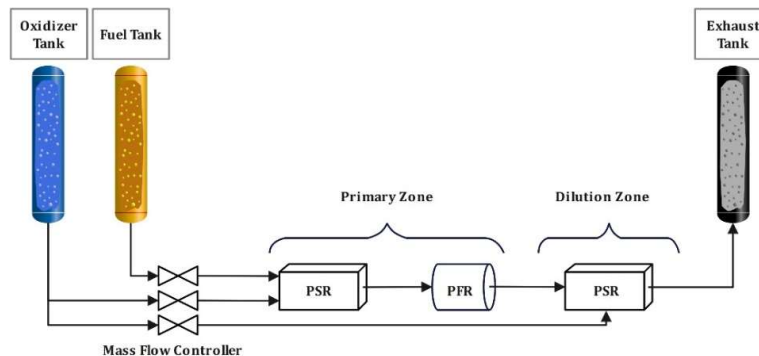 Oxidizer
Tank
Fuel Tank
Exhaust
Tank
Primary Zone
Dilution Zone
PSR
PFR
PSR
Mass Flow Controller